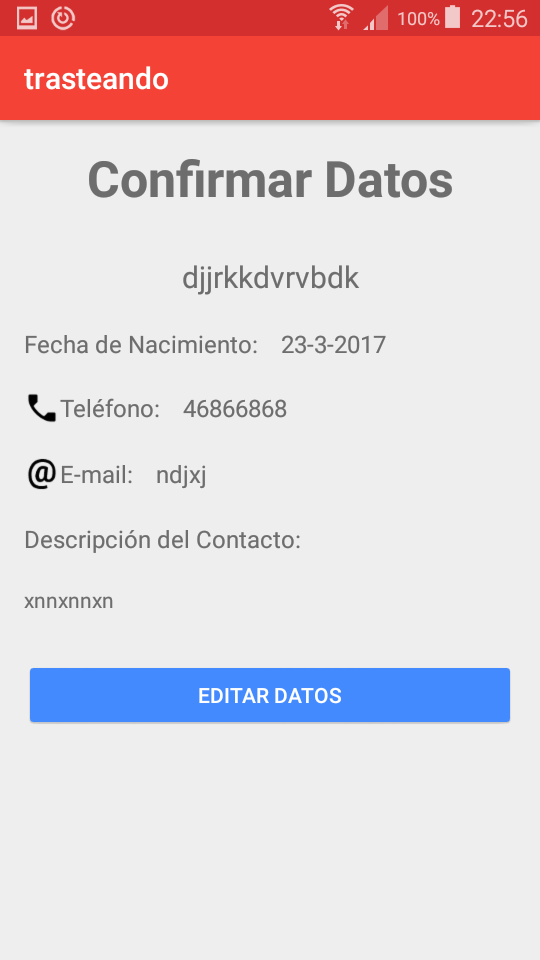 100% 22:56
trasteando
Confirmar Datos
djjrkkdvrvbdk
Fecha de Nacimiento: 23-3-2017
Teléfono: 46866868
@ E-mail: ndjxj
Descripción del Contacto:
xnnxnnxn
EDITAR DATOS